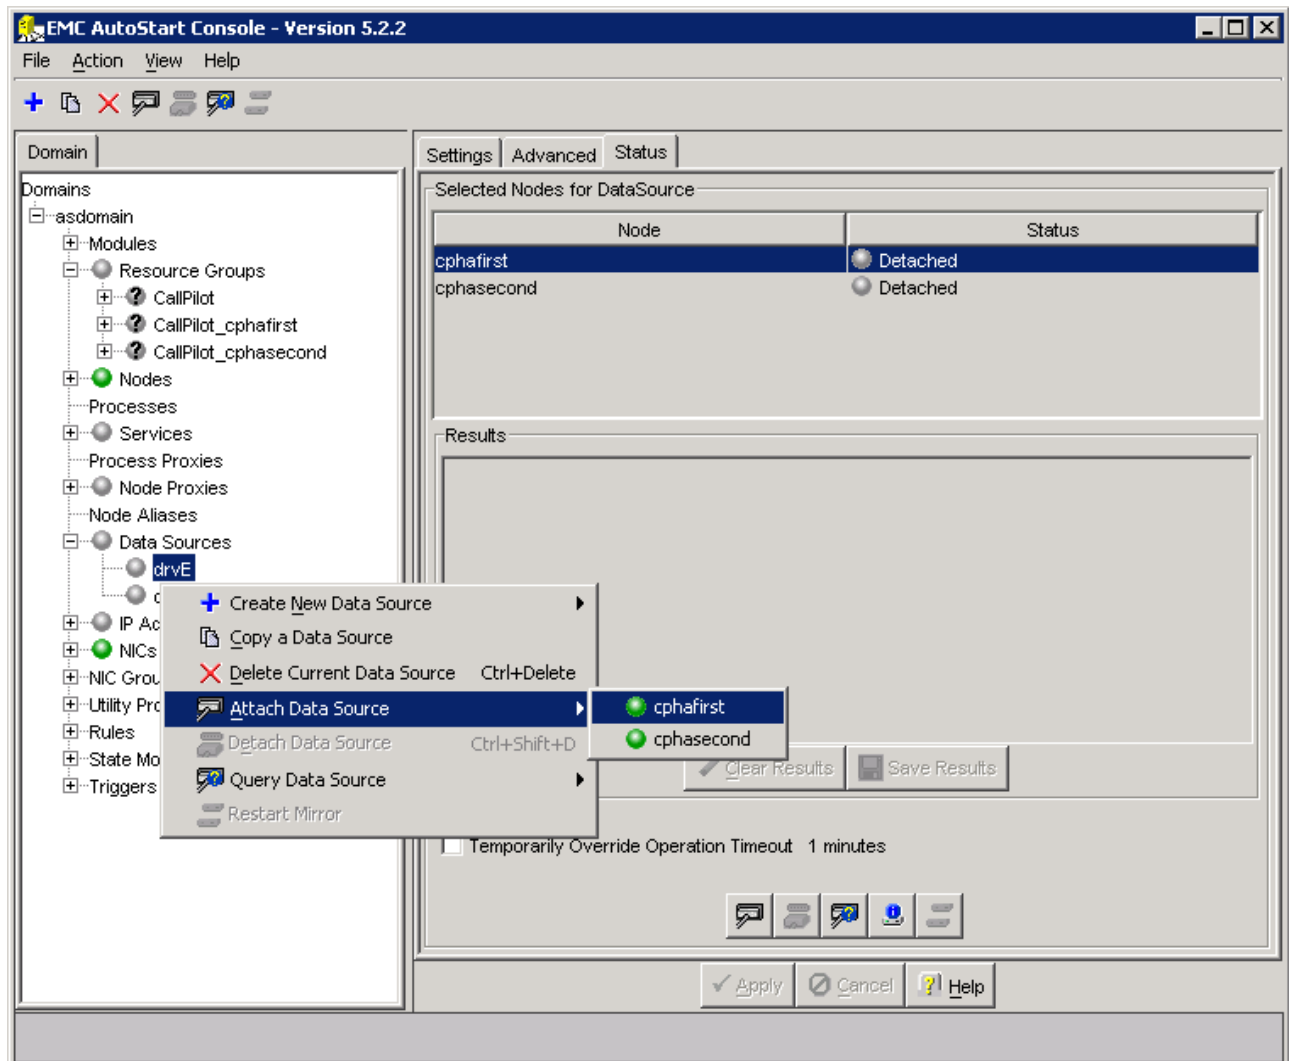 EMC AutoStart Console - Version 5.2.2
File Action View Help
Domain
Domains
asdomain
Modules
Resource Groups
CallPilot
CallPilot_cphafirst
CallPilot_cphasecond
Nodes
Processes
Services
Process Proxies
Node Proxies
Node Aliases
Data Sources
drvE
IP Ac
NICs
NIC Grou
Utility Pro
Rules
State Mo
Triggers
Create New Data Source
Copy a Data Source
Delete Current Data Source Ctrl+Delete
Attach Data Source
Detach Data Source Ctrl+Shift+D
Query Data Source
Restart Mirror
cphafirst
cphasecond
Settings Advanced Status
Selected Nodes for DataSource
Node Status
cphafirst Detached
cphasecond Detached
Results
Clear Results Save Results
Temporarily Override Operation Timeout 1 minutes
Apply Cancel Help